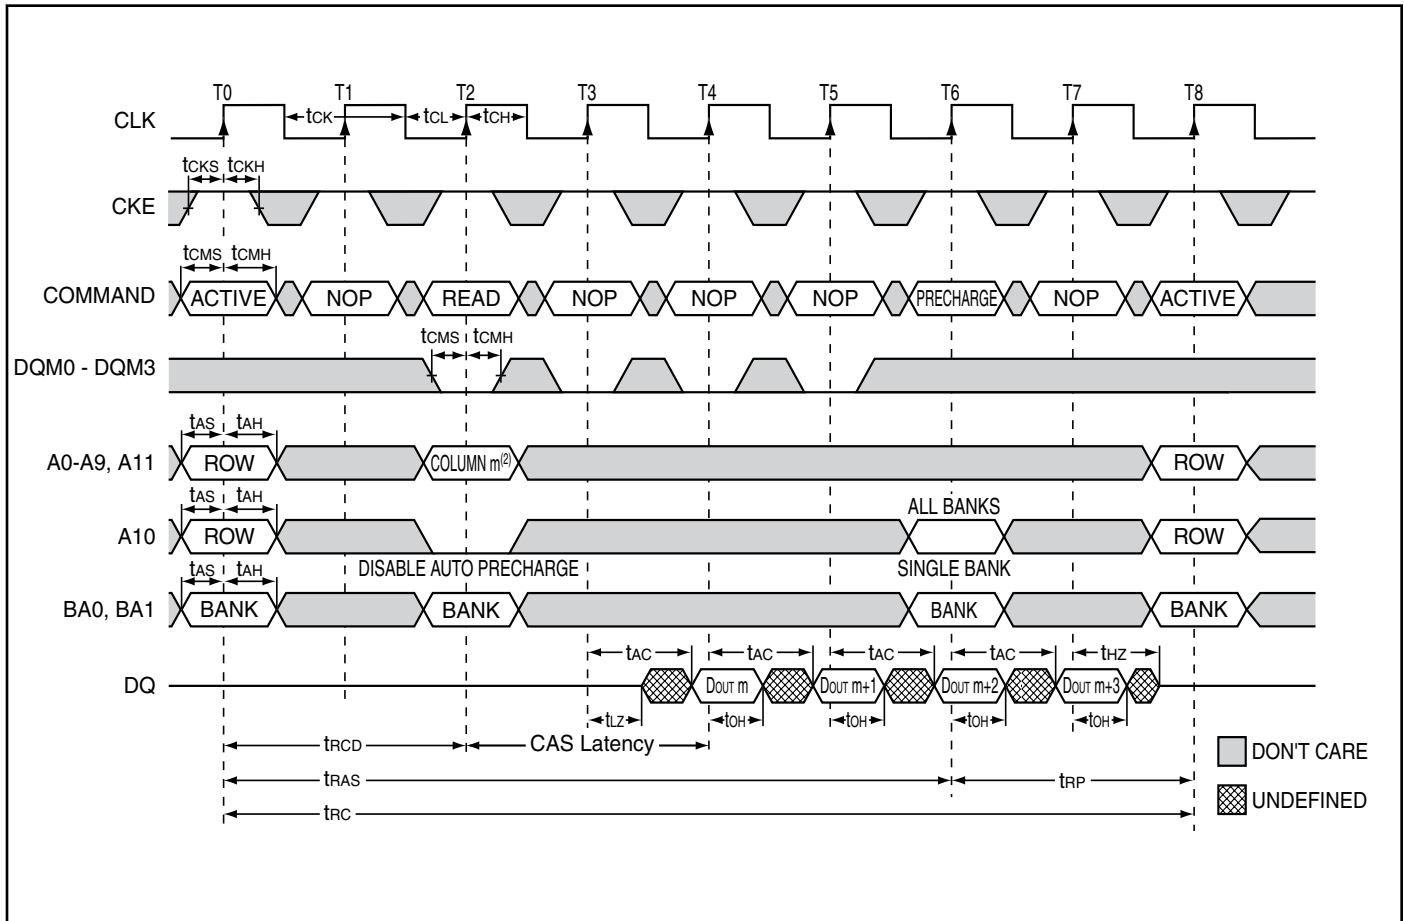 T0 T1 T2 T3 T4 T5 T6 T7 T8
CLK tCK tCL tCH
tCKS tCKH
CKE
tCMS tCMH
COMMAND ACTIVE NOP READ NOP NOP NOP PRECHARGE NOP ACTIVE
tCMS tCMH
DQM0 - DQM3
tAS tAH
A0-A9, A11 ROW COLUMN m(2) ROW
tAS tAH ALL BANKS
A10 ROW ROW
DISABLE AUTO PRECHARGE SINGLE BANK
tAS tAH
BA0, BA1 BANK BANK BANK BANK
tAC tAC tAC tAC tHZ
DQ DOUT m DOUT m+1 DOUT m+2 DOUT m+3
tLZ tOH tOH tOH tOH
tRCD CAS Latency
DON'T CARE
tRAS tRP
UNDEFINED
tRC